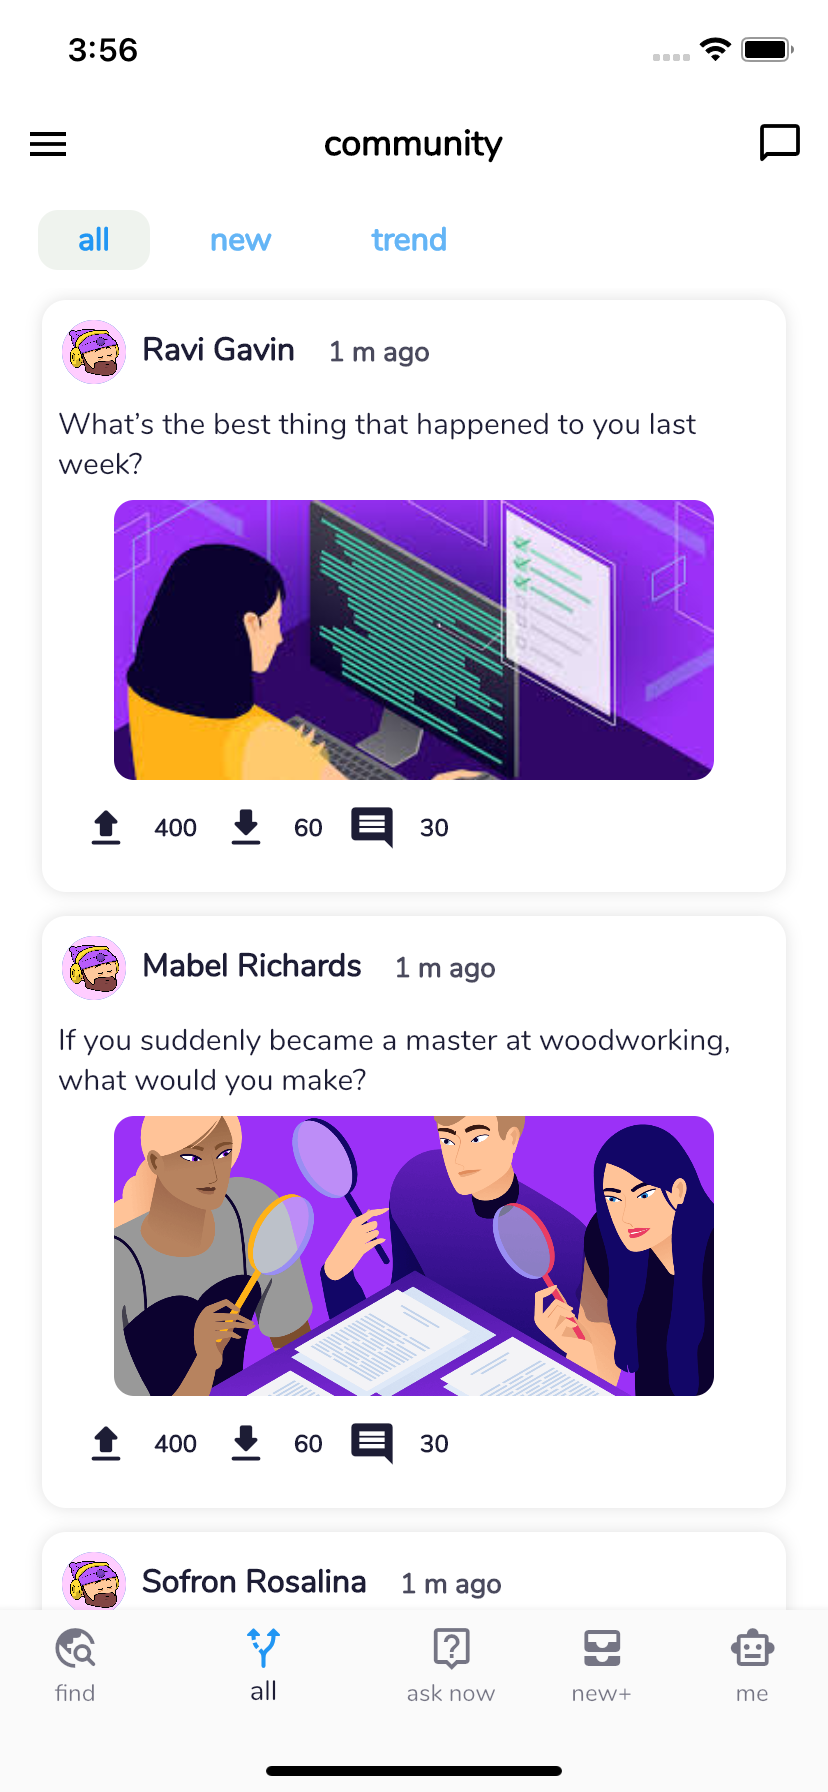 3:56
community
all
new
trend
Ravi Gavin 1 m ago
What's the best thing that happened to you last
week?
400 60 30
Mabel Richards 1 m ago
If you suddenly became a master at woodworking,
what would you make?
400 60 30
Sofron Rosalina 1 m ago
find
all
ask now
new+
me